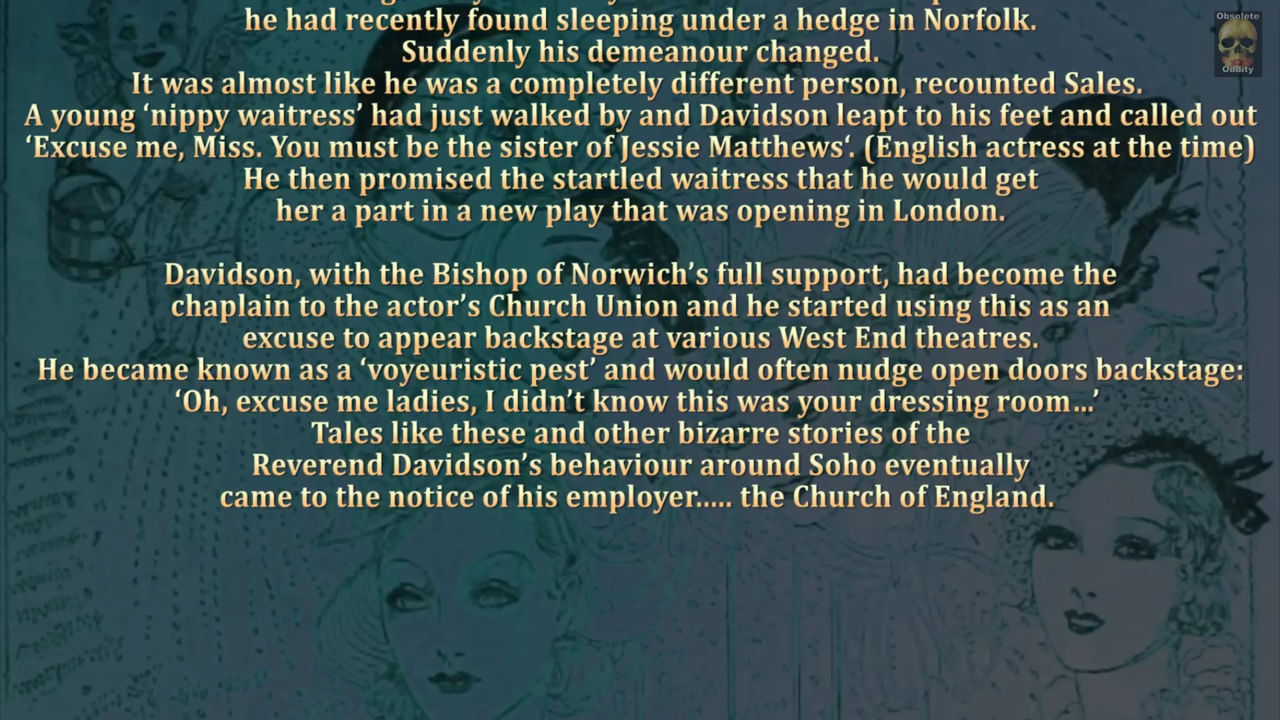 he had recently found sleeping under a hedge in Norfolk.
Suddenly his demeanour changed.
It was almost like he was a completely different person, recounted Sales.
A young ‘nippy waitress’ had just walked by and Davidson leapt to his feet and called out
‘Excuse me, Miss. You must be the sister of Jessie Matthews‘. (English actress at the time)
He then promised the startled waitress that he would get
her a part in a new play that was opening in London.
Davidson, with the Bishop of Norwich’s full support, had become the
chaplain to the actor’s Church Union and he started using this as an
excuse to appear backstage at various West End theatres.
He became known as a ‘voyeuristic pest’ and would often nudge open doors backstage:
‘Oh, excuse me ladies, I didn’t know this was your dressing room...’
Tales like these and other bizarre stories of the
Reverend Davidson’s behaviour around Soho eventually
came to the notice of his employer..... the Church of England.
Obsolete
Oddity